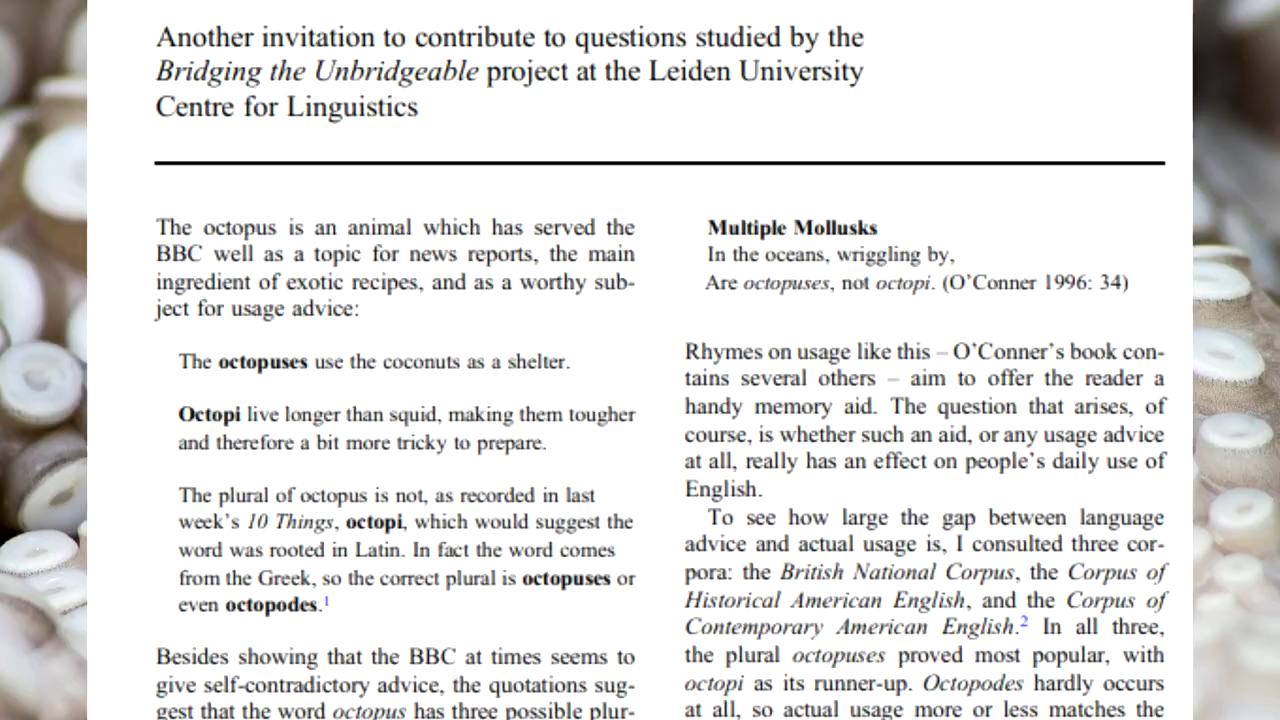 Another invitation to contribute to questions studied by the
Bridging the Unbridgeable project at the Leiden University
Centre for Linguistics
The octopus is an animal which has served the
BBC well as a topic for news reports, the main
ingredient of exotic recipes, and as a worthy sub-
ject for usage advice:
The octopuses use the coconuts as a shelter.
Octopi live longer than squid, making them tougher
and therefore a bit more tricky to prepare.
The plural of octopus is not, as recorded in last
week's 10 Things, octopi, which would suggest the
word was rooted in Latin. In fact the word comes
from the Greek, so the correct plural is octopuses or
even octopodes.1
Besides showing that the BBC at times seems to
give self-contradictory advice, the quotations sug-
gest that the word octopus has three possible plur-
Multiple Mollusks
In the oceans, wriggling by,
Are octopuses, not octopi. (O'Conner 1996: 34)
Rhymes on usage like this – O'Conner's book con-
tains several others – aim to offer the reader a
handy memory aid. The question that arises, of
course, is whether such an aid, or any usage advice
at all, really has an effect on people's daily use of
English.
To see how large the gap between language
advice and actual usage is, I consulted three cor-
pora: the British National Corpus, the Corpus of
Historical American English, and the Corpus of
Contemporary American English.2 In all three,
the plural octopuses proved most popular, with
octopi as its runner-up. Octopodes hardly occurs
at all, so actual usage more or less matches the